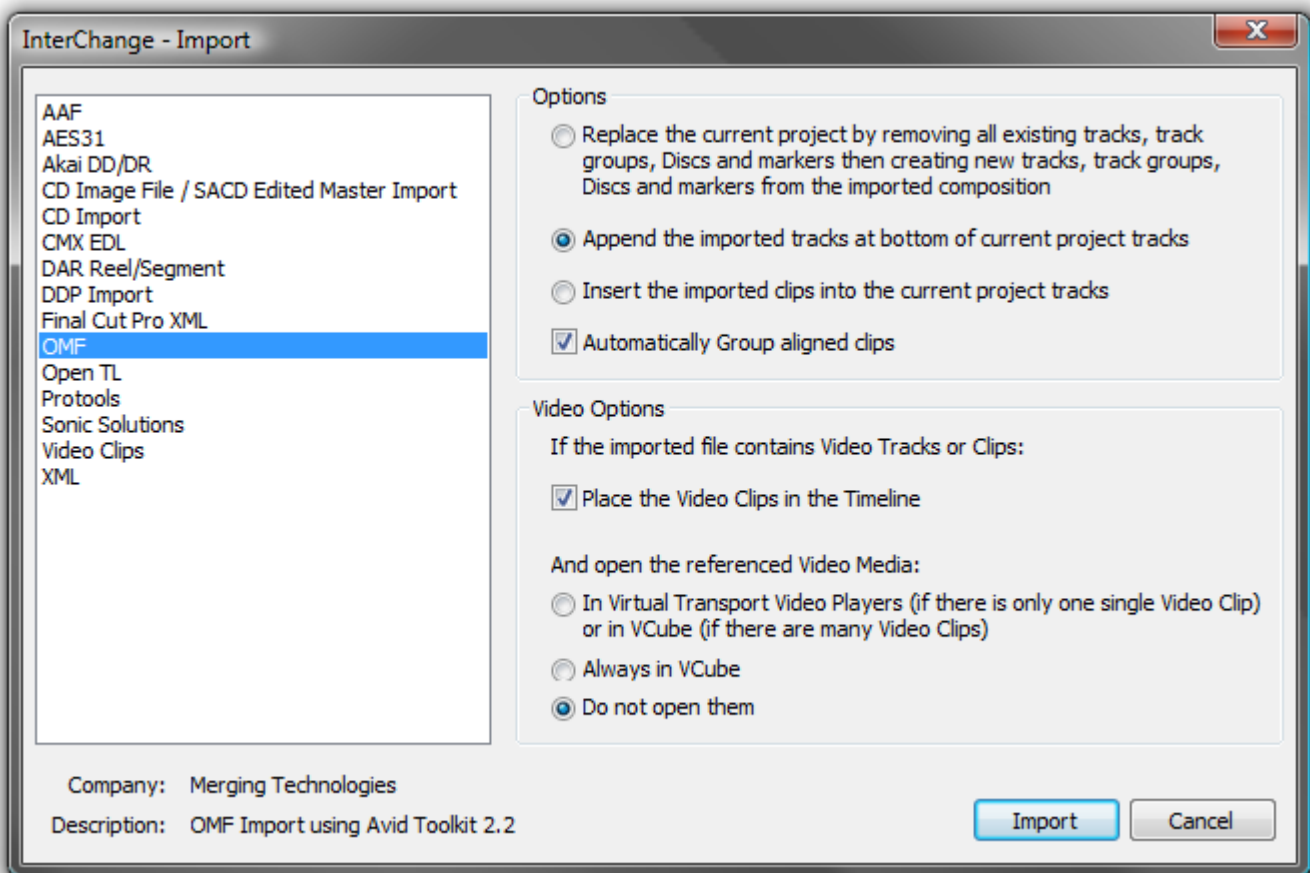 InterChange - Import
AAF
AES31
Akai DD/DR
CD Image File / SACD Edited Master Import
CD Import
CMX EDL
DAR Reel/Segment
DDP Import
Final Cut Pro XML
OMF
Open TL
Protools
Sonic Solutions
Video Clips
XML
Options
Replace the current project by removing all existing tracks, track
groups, Discs and markers then creating new tracks, track groups,
Discs and markers from the imported composition
Append the imported tracks at bottom of current project tracks
Insert the imported clips into the current project tracks
Automatically Group aligned clips
Video Options
If the imported file contains Video Tracks or Clips:
Place the Video Clips in the Timeline
And open the referenced Video Media:
In Virtual Transport Video Players (if there is only one single Video Clip)
or in VCube (if there are many Video Clips)
Always in VCube
Do not open them
Company: Merging Technologies
Description: OMF Import using Avid Toolkit 2.2
Import
Cancel